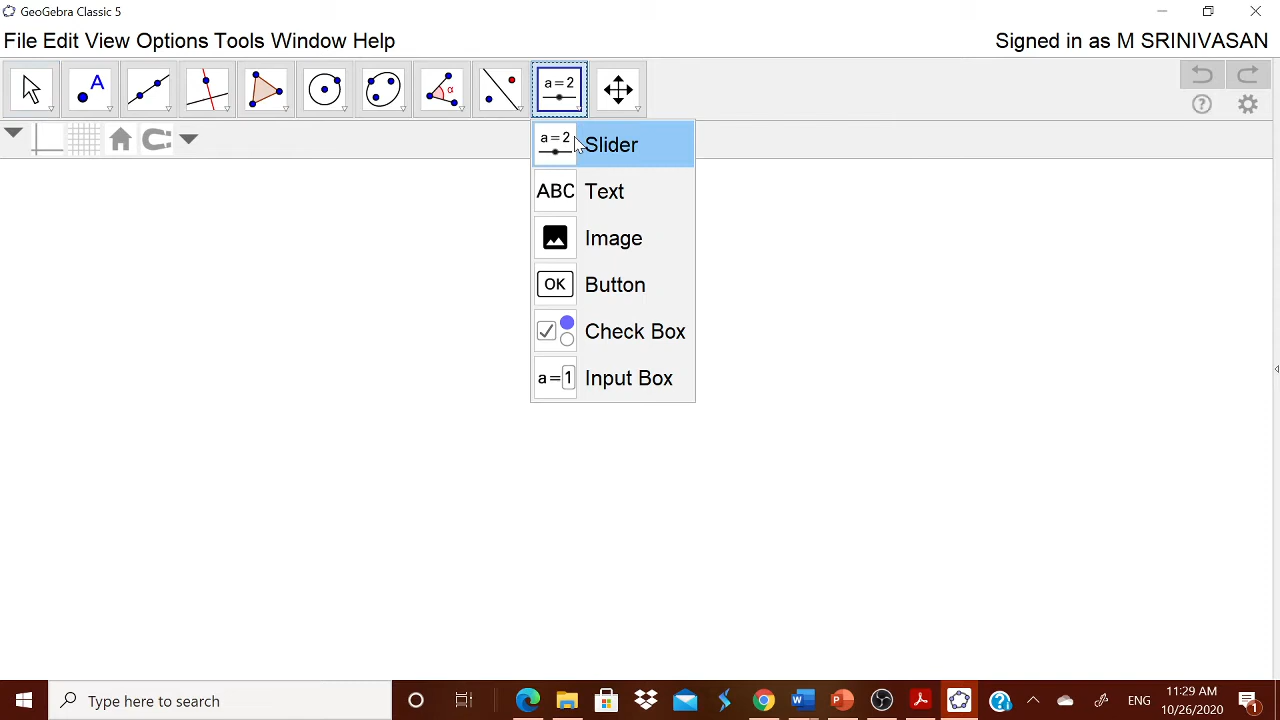 GeoGebra Classic 5
File Edit View Options Tools Window Help
Signed in as M SRINIVASAN
A
α
a=2
a=2 Slider
ABC Text
Image
OK Button
Check Box
a=1 Input Box
Type here to search
ENG
11:29 AM
10/26/2020
1